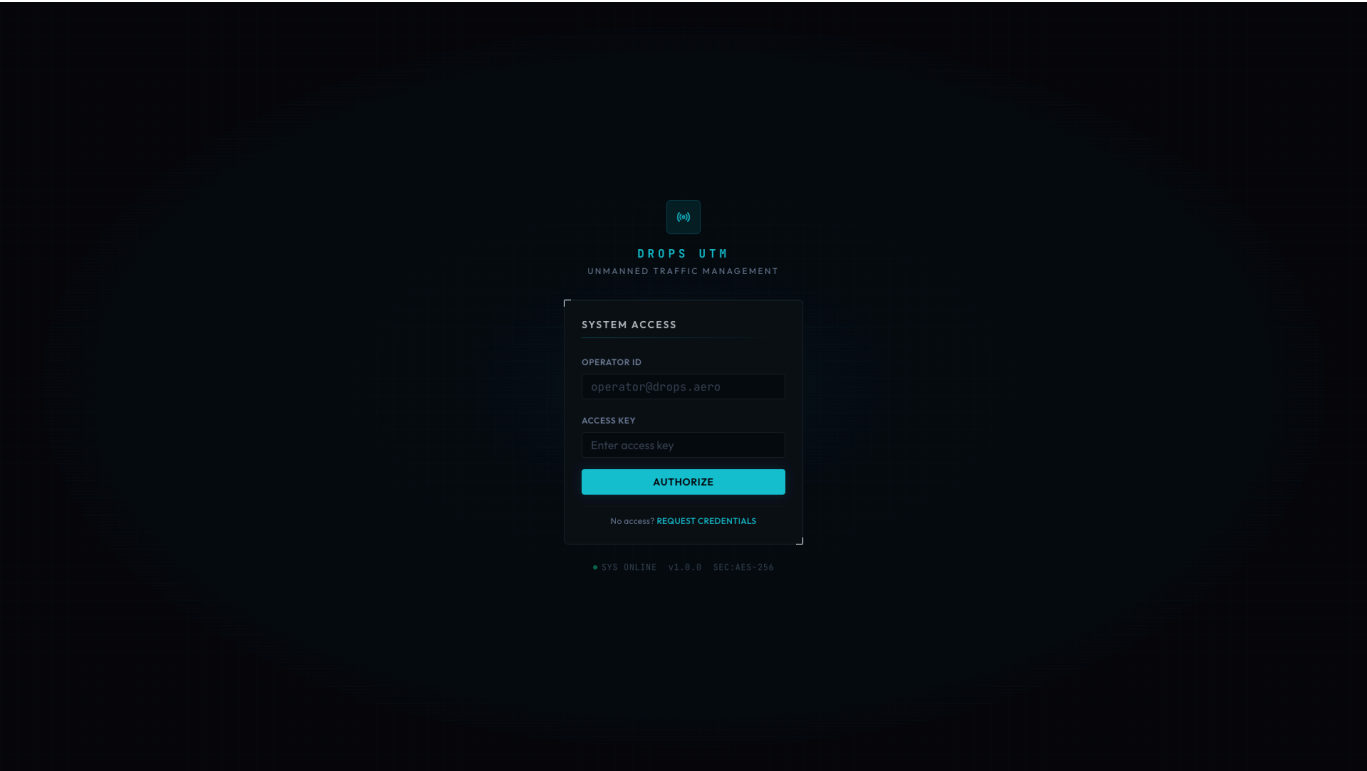 DROPS UTM
UNMANNED TRAFFIC MANAGEMENT
SYSTEM ACCESS
OPERATOR ID
operator@drops.aero
ACCESS KEY
Enter access key
AUTHORIZE
No access? REQUEST CREDENTIALS
SYS ONLINE v1.0.0 SEC:AES-256